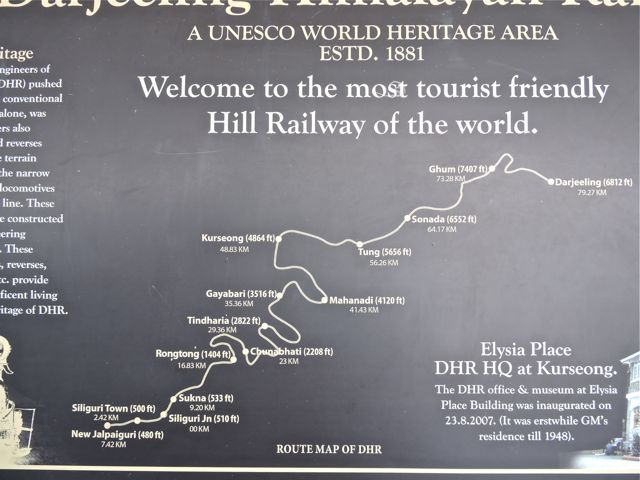 Darjeeling Himalayan Rai
A UNESCO WORLD HERITAGE AREA
ESTD. 1881
Welcome to the most tourist friendly
Hill Railway of the world.
itage
ngineers of
DHR) pushed
conventional
alone, was
ers also
d reverses
e terrain
the narrow
locomotives
line. These
e constructed
eering
These
s, reverses,
tc. provide
ficent living
ritage of DHR.
Ghum (7407 ft)
73.28 KM
Darjeeling (6812 ft)
79.27 KM
Sonada (6552 ft)
64.17 KM
Kurseong (4864 ft)
48.83 KM
Tung (5656 ft)
56.26 KM
Gayabari (3516 ft)
35.36 KM
Mahanadi (4120 ft)
41.43 KM
Tindharia (2822 ft)
29.36 KM
Rongtong (1404 ft)
16.83 KM
Chunabhati (2208 ft)
23 KM
Sukna (533 ft)
9.20 KM
Siliguri Town (500 ft)
2.42 KM
Siliguri Jn (510 ft)
00 KM
New Jalpaiguri (480 ft)
7.42 KM
Elysia Place
DHR HQ at Kurseong.
The DHR office & museum at Elysia
Place Building was inaugurated on
23.8.2007. (It was erstwhile GM's
residence till 1948).
ROUTE MAP OF DHR